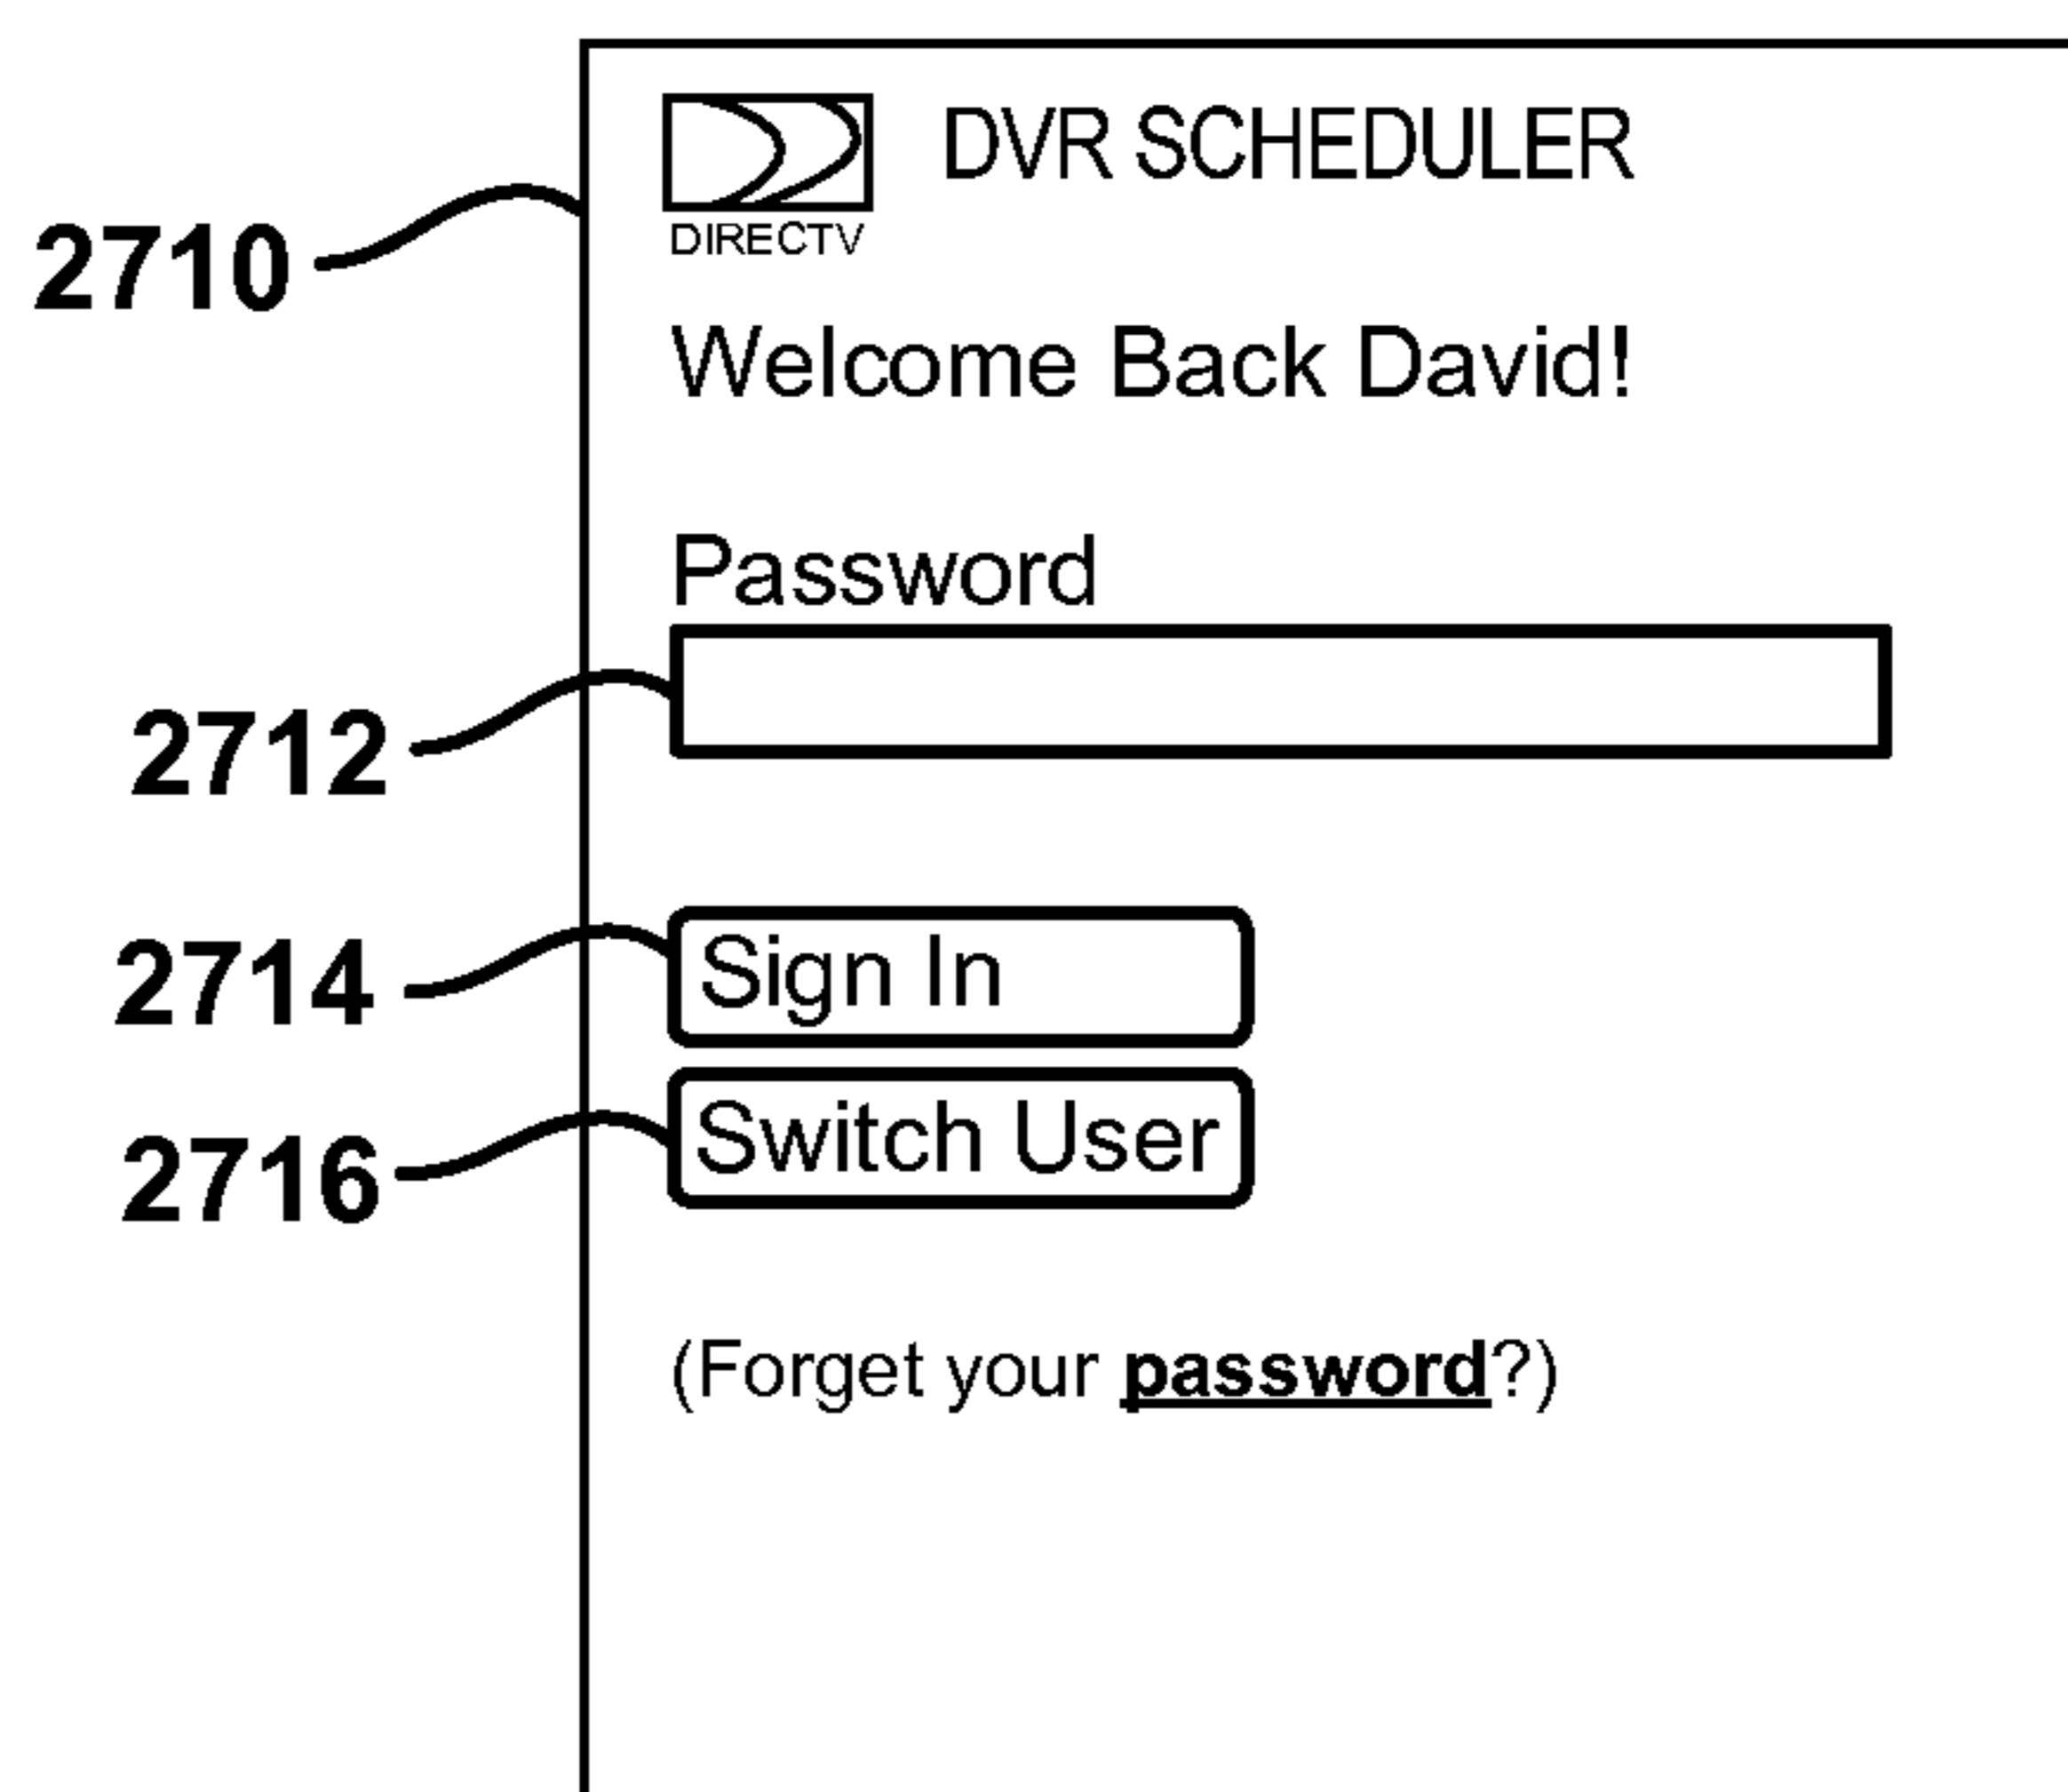 DVR SCHEDULER
DIRECTV
2710
Welcome Back David!
Password
2712
2714
Sign In
2716
Switch User
(Forget your password?)